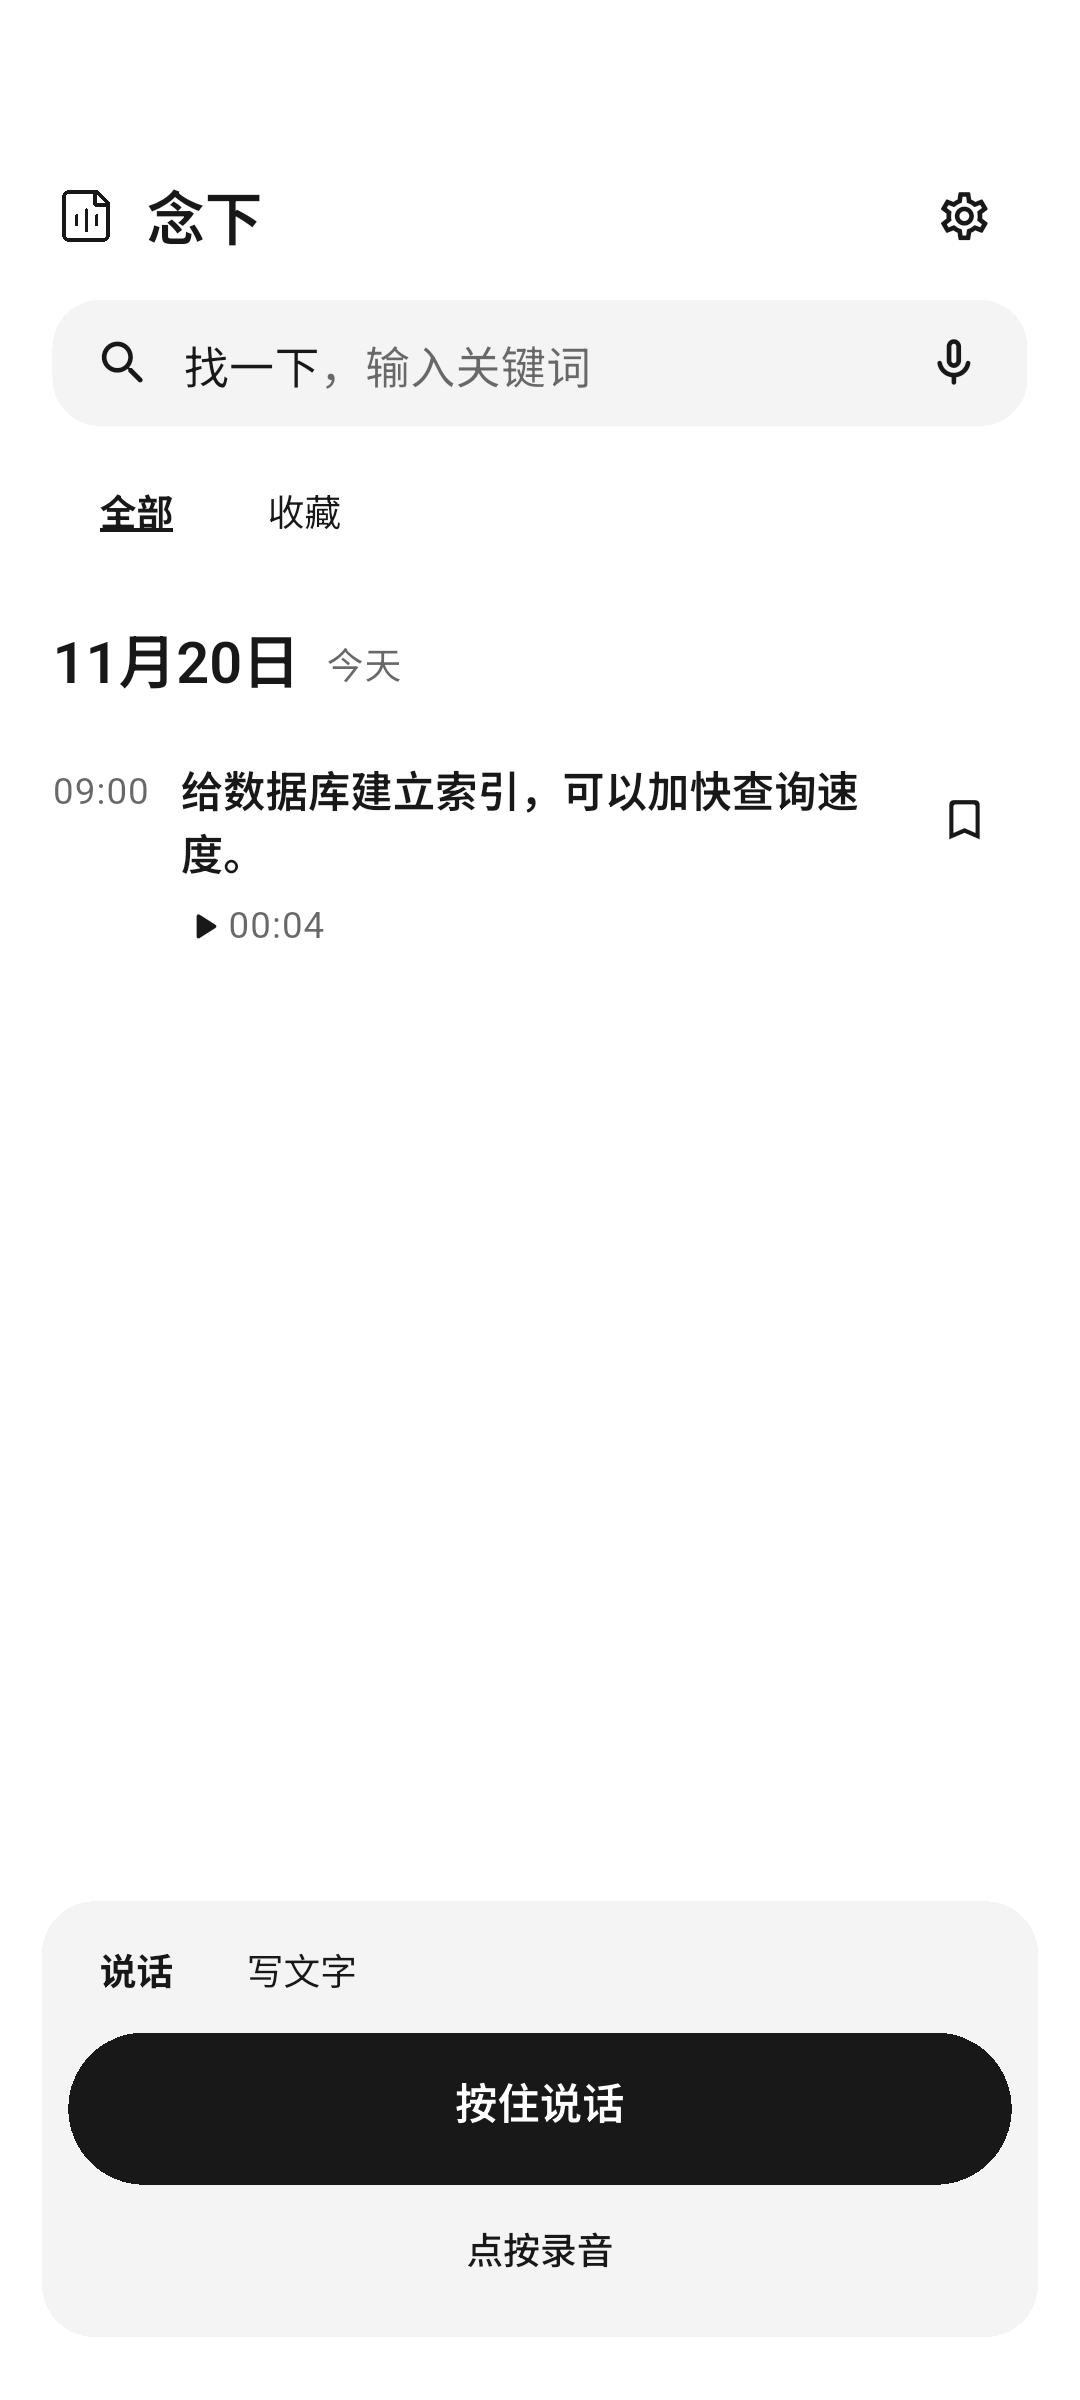 念下
找一下，输入关键词
全部 收藏
11月20日 今天
09:00 给数据库建立索引，可以加快查询速
度。
00:04
说话 写文字
按住说话
点按录音